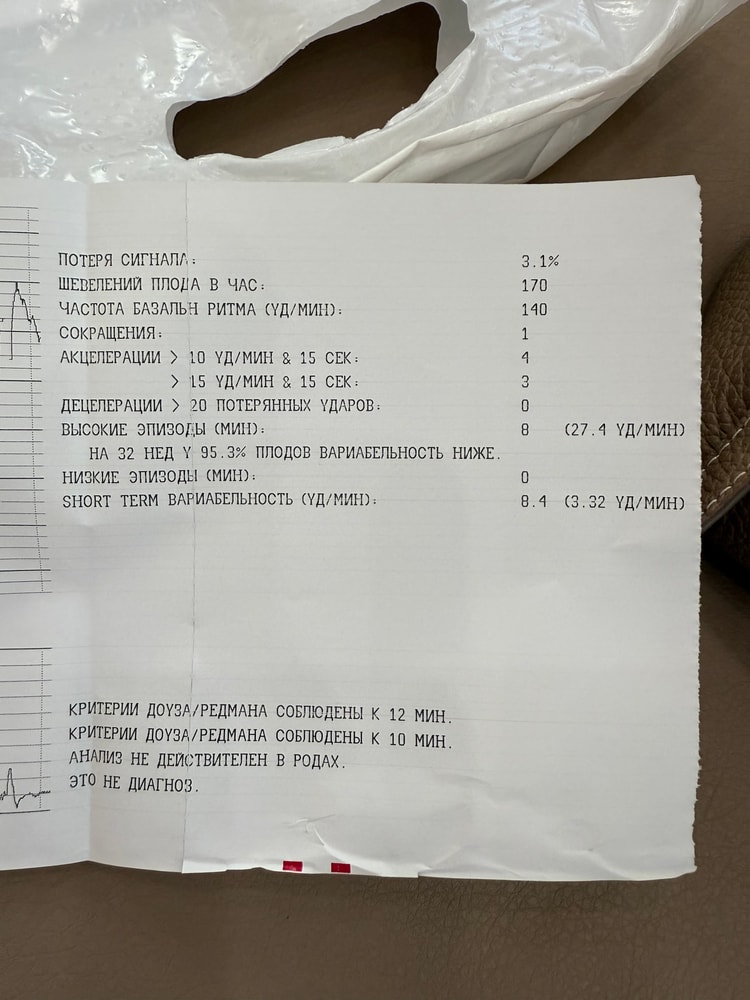 ПОТЕРЯ СИГНАЛА: 3.1%
ШЕВЕЛЕНИЙ ПЛОДА В ЧАС: 170
ЧАСТОТА БАЗАЛЬН РИТМА (УД/МИН): 140
СОКРАЩЕНИЯ: 1
АКЦЕЛЕРАЦИИ > 10 УД/МИН & 15 СЕК: 4
> 15 УД/МИН & 15 СЕК: 3
ДЕЦЕЛЕРАЦИИ > 20 ПОТЕРЯННЫХ УДАРОВ: 0
ВЫСОКИЕ ЭПИЗОДЫ (МИН): 8 (27.4 УД/МИН)
НА 32 НЕД У 95.3% ПЛОДОВ ВАРИАБЕЛЬНОСТЬ НИЖЕ.
НИЗКИЕ ЭПИЗОДЫ (МИН): 0
SHORT TERM ВАРИАБЕЛЬНОСТЬ (УД/МИН): 8.4 (3.32 УД/МИН)
КРИТЕРИИ ДОУЗА/РЕДМАНА СОБЛЮДЕНЫ К 12 МИН.
КРИТЕРИИ ДОУЗА/РЕДМАНА СОБЛЮДЕНЫ К 10 МИН.
АНАЛИЗ НЕ ДЕЙСТВИТЕЛЕН В РОДАХ.
ЭТО НЕ ДИАГНОЗ.